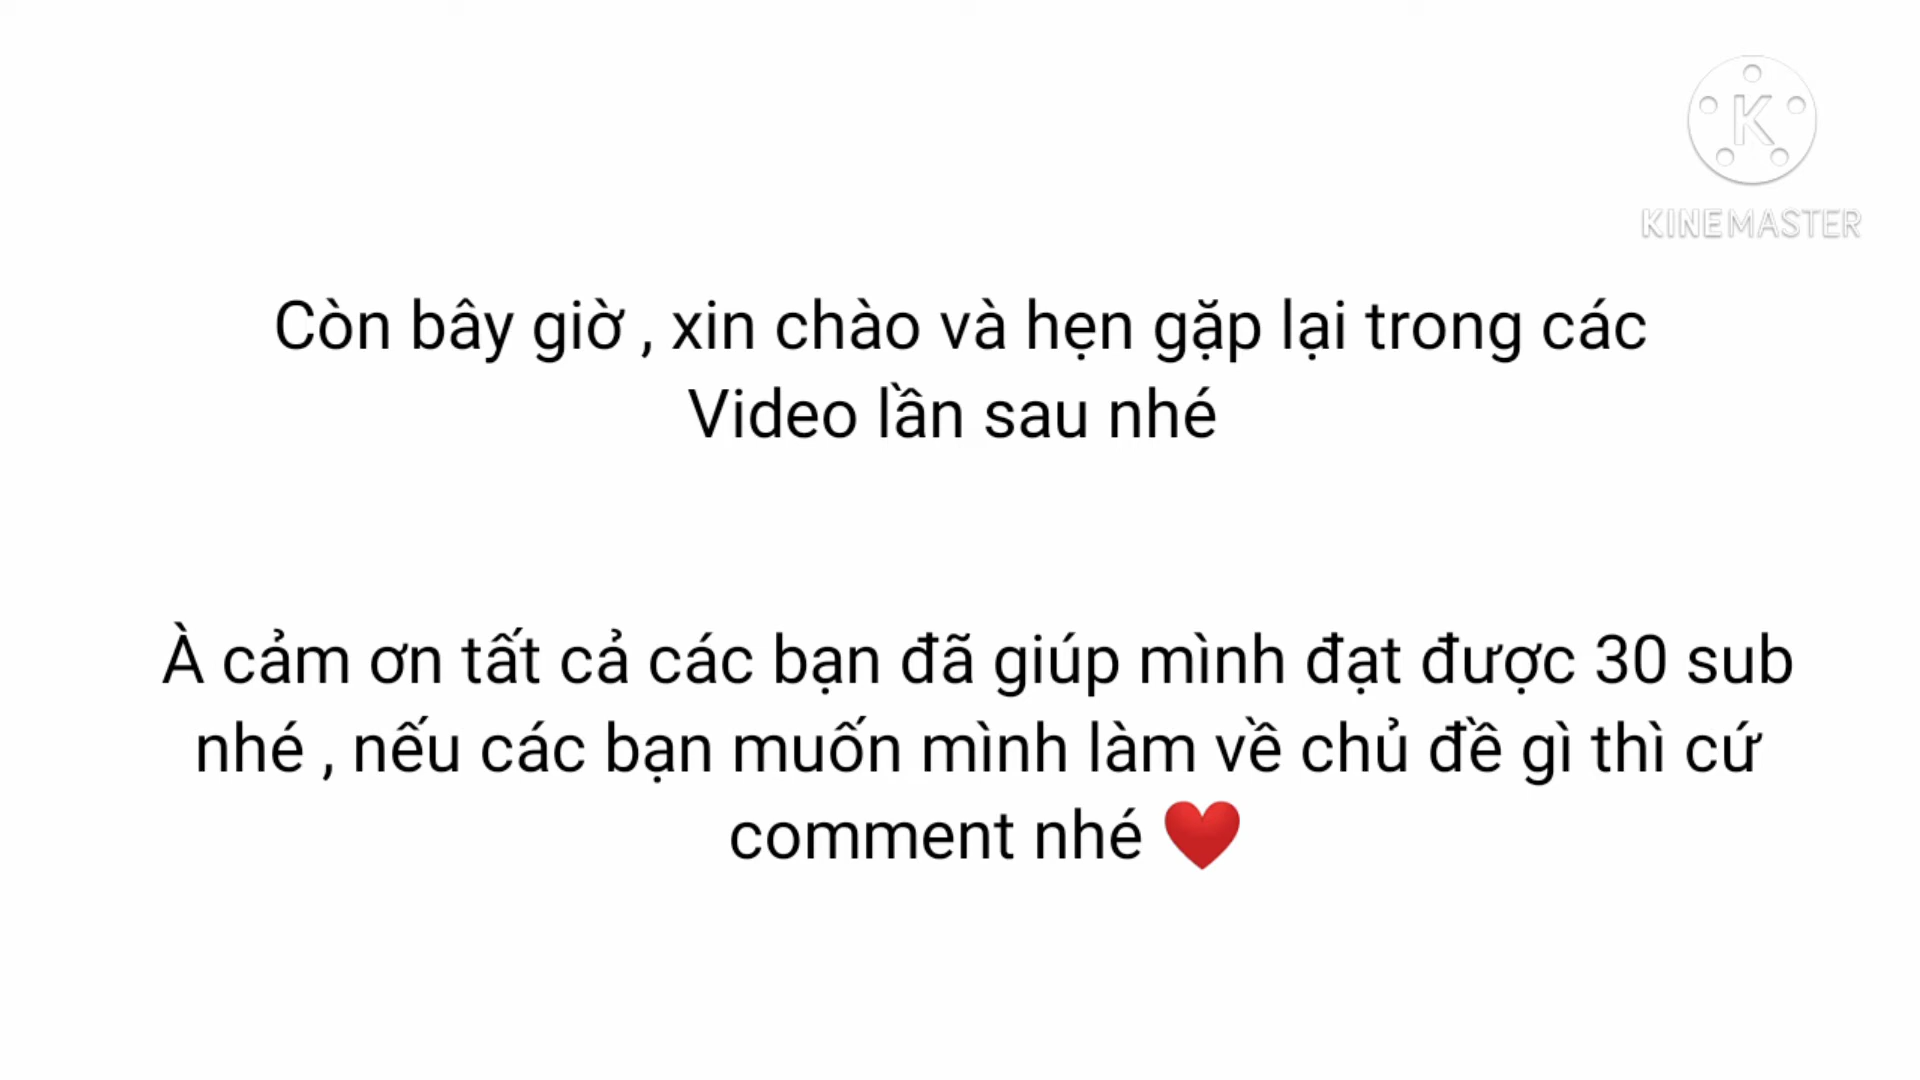 K
KINEMASTER
Còn bây giờ , xin chào và hẹn gặp lại trong các
Video lần sau nhé
À cảm ơn tất cả các bạn đã giúp mình đạt được 30 sub
nhé , nếu các bạn muốn mình làm về chủ đề gì thì cứ
comment nhé ❤️